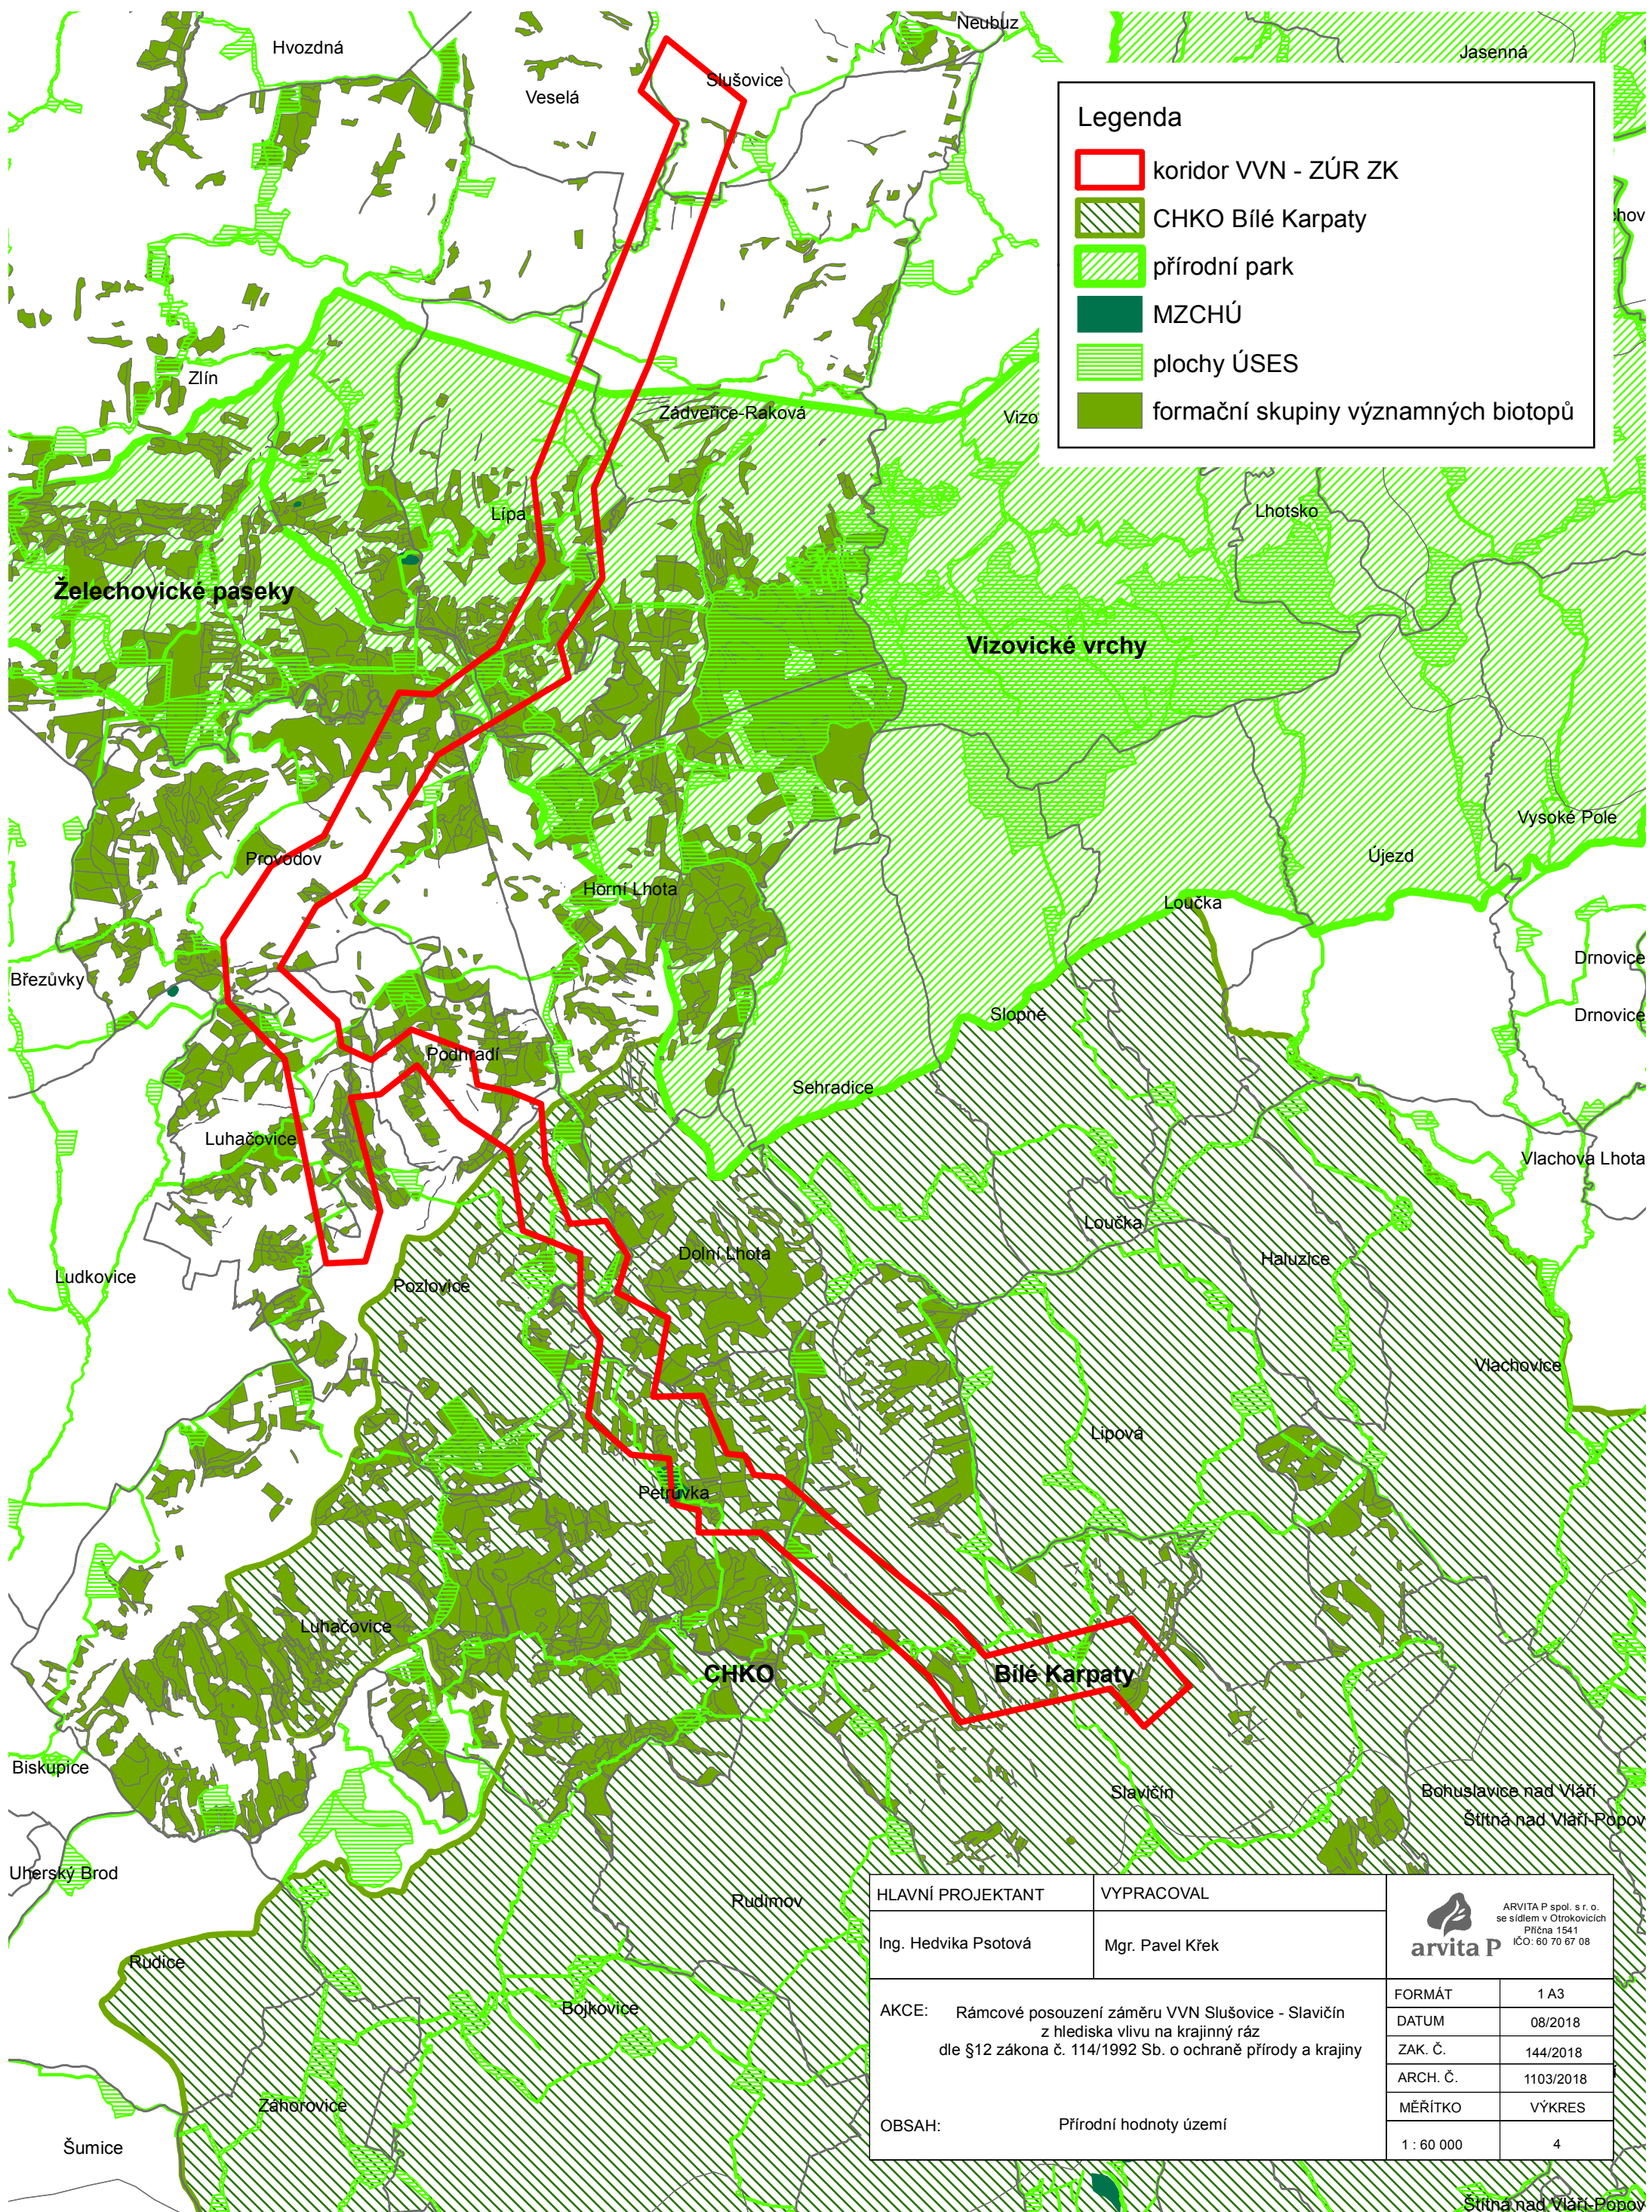 Neubuz
Hvozdná
Jasenná
Slušovice
Veselá
Legenda
koridor VVN - ZÚR ZK
CHKO Bílé Karpaty
přírodní park
MZCHÚ
plochy ÚSES
formační skupiny významných biotopů
chov
Zlín
Zádveřice-Raková
Vizo
Lípa
Lhotsko
Želechovické paseky
Vizovické vrchy
Vysoké Pole
Provodov
Újezd
Horní Lhota
Loučka
Březůvky
Drnovice
Slopné
Drnovice
Podhradí
Sehradice
Luhačovice
Vlachova Lhota
Loučka
Dolní Lhota
Haluzice
Ludkovice
Pozlovice
Vlachovice
Lipová
Petrůvka
Luhačovice
CHKO
Bílé Karpaty
Biskupice
Slavičín
Bohuslavice nad Vláří
Štítná nad Vláří-Popov
Uherský Brod
Rudimov
Rudice
Bojkovice
Záhorovice
Šumice
HLAVNÍ PROJEKTANT
VYPRACOVAL
Ing. Hedvika Psotová
Mgr. Pavel Křek
arvita P
ARVITA P spol. s r. o.
se sídlem v Otrokovicích
Příčna 1541
IČO: 60 70 67 08
AKCE: Rámcové posouzení záměru VVN Slušovice - Slavičín
z hlediska vlivu na krajinný ráz
dle §12 zákona č. 114/1992 Sb. o ochraně přírody a krajiny
OBSAH: Přírodní hodnoty území
FORMÁT 1 A3
DATUM 08/2018
ZAK. Č. 144/2018
ARCH. Č. 1103/2018
MĚŘÍTKO VÝKRES
1 : 60 000 4
Štítná nad Vláří-Popov